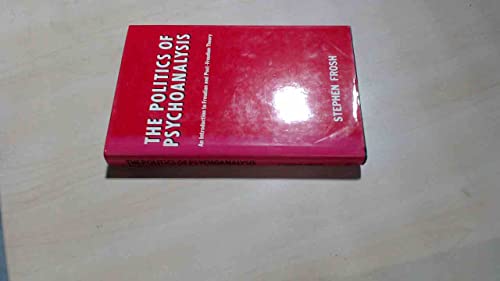 THE POLITICS OF
PSYCHOANALYSIS
An Introduction to Freudian and Post-Freudian Theory
STEPHEN FROSH
THE POLITICS OF PSYCHOANALYSIS